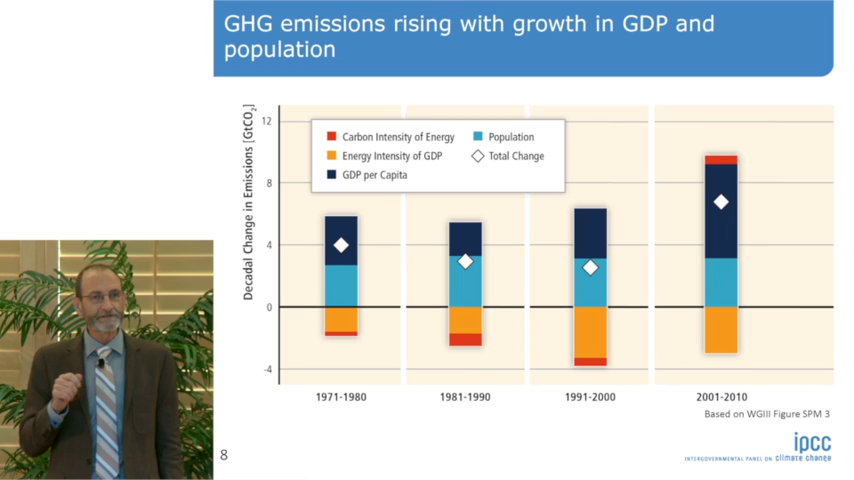 GHG emissions rising with growth in GDP and
population
Decadal Change in Emissions [GtCO2]
12
8
4
0
-4
Carbon Intensity of Energy
Energy Intensity of GDP
GDP per Capita
Population
Total Change
1971-1980
1981-1990
1991-2000
2001-2010
Based on WGIII Figure SPM 3
8
ipcc
INTERGOVERNMENTAL PANEL ON climate change